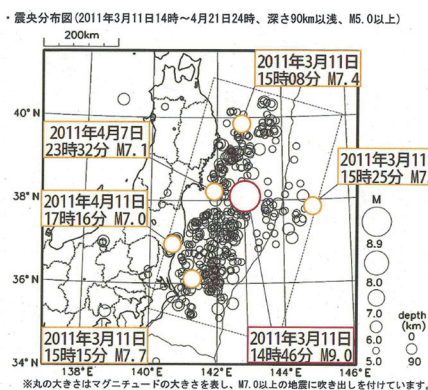 ・震央分布図(2011年3月11日14時～4月21日24時、深さ90km以浅、M5.0以上)
200km
2011年3月11日
15時08分 M7.4
40°N
2011年4月7日
23時32分 M7.1
2011年3月11
15時25分 M7.
38°N
2011年4月11日
17時16分 M7.0
36°N
2011年3月11日
15時15分 M7.7
2011年3月11日
14時46分 M9.0
34°N
138°E
140°E
142°E
144°E
146°E
M
8.9
8.0
7.0
6.0
5.0
depth
(km)
0
90
※丸の大きさはマグニチュードの大きさを表し、M7.0以上の地震に吹き出しを付けています。